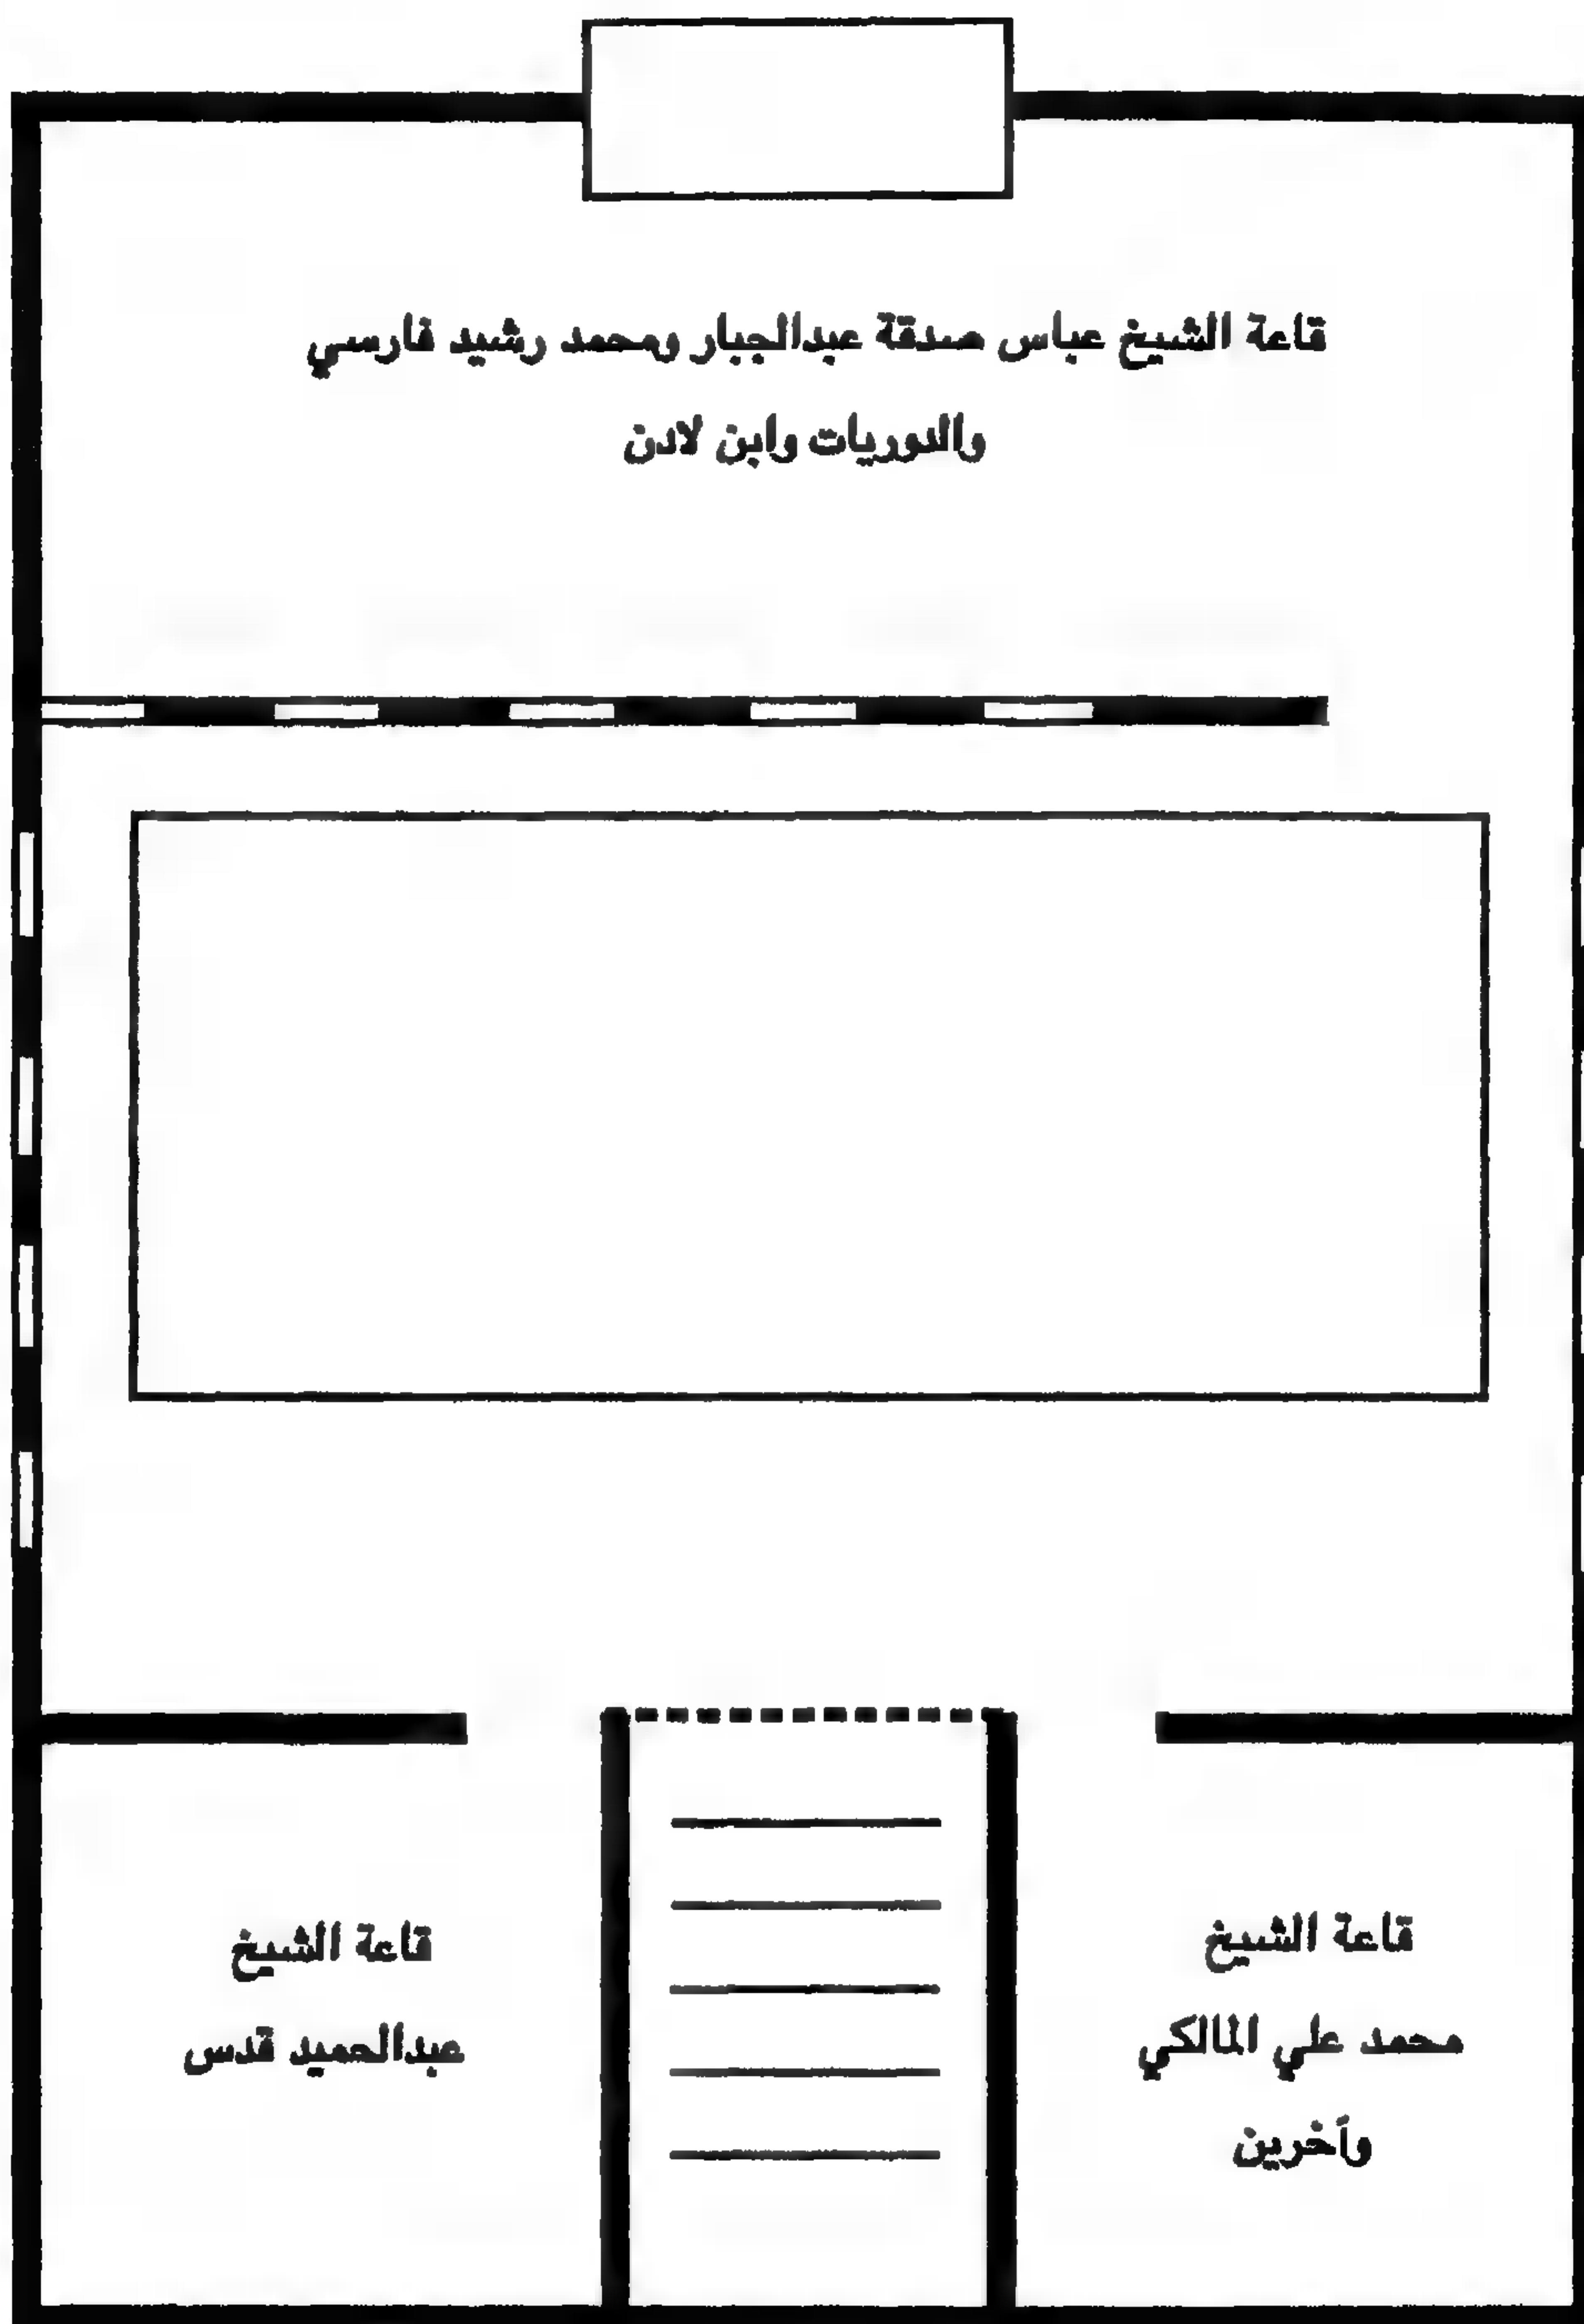 قاعة الشيخ عباس صدقة عبدالجبار ومحمد رشيد فارسي
والدوريات وابن لادن
قاعة الشيخ
محمد علي المالكي
وآخرين
قاعة الشيخ
عبدالحميد قدس